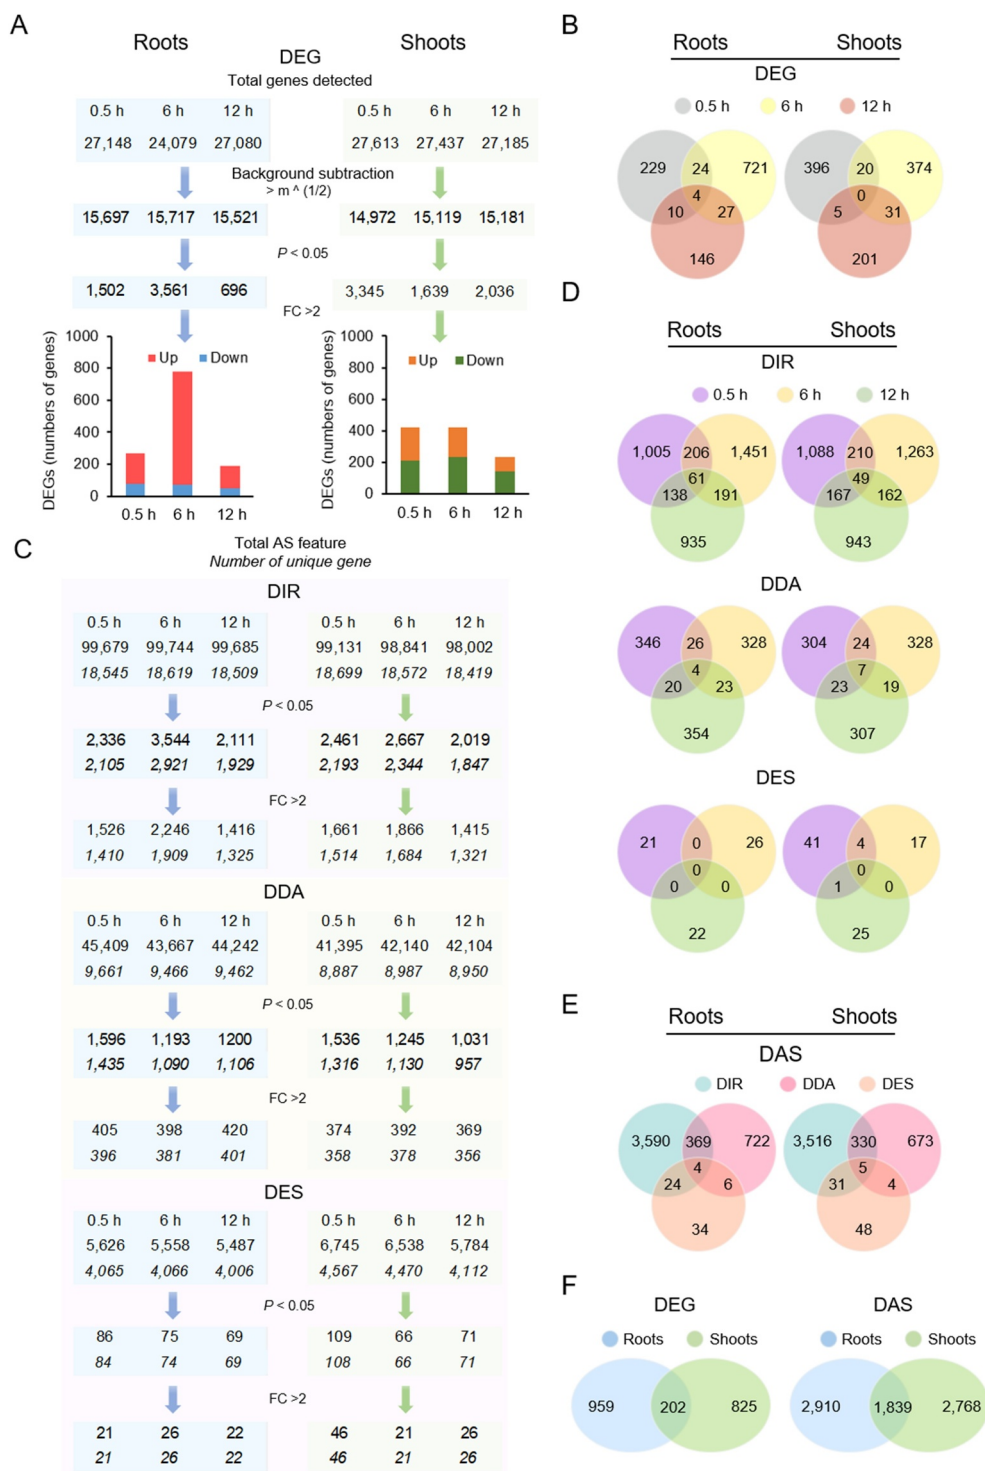 A
Roots
Shoots
DEG
Total genes detected
0.5 h 6 h 12 h
0.5 h 6 h 12 h
27,148 24,079 27,080
27,613 27,437 27,185
Background subtraction
> m ^ (1/2)
15,697 15,717 15,521
14,972 15,119 15,181
P < 0.05
1,502 3,561 696
3,345 1,639 2,036
FC >2
DEGs (numbers of genes)
1000
800
600
400
200
0
Up Down
0.5 h 6 h 12 h
DEGs (numbers of genes)
1000
800
600
400
200
0
Up Down
0.5 h 6 h 12 h
B
Roots Shoots
DEG
0.5 h 6 h 12 h
229 24 721
4
10 27
146
396 20 374
0
5 31
201
C
Total AS feature
Number of unique gene
DIR
0.5 h 6 h 12 h
99,679 99,744 99,685
18,545 18,619 18,509
0.5 h 6 h 12 h
99,131 98,841 98,002
18,699 18,572 18,419
P < 0.05
2,336 3,544 2,111
2,105 2,921 1,929
2,461 2,667 2,019
2,193 2,344 1,847
FC >2
1,526 2,246 1,416
1,410 1,909 1,325
1,661 1,866 1,415
1,514 1,684 1,321
DDA
0.5 h 6 h 12 h
45,409 43,667 44,242
9,661 9,466 9,462
0.5 h 6 h 12 h
41,395 42,140 42,104
8,887 8,987 8,950
P < 0.05
1,596 1,193 1200
1,435 1,090 1,106
1,536 1,245 1,031
1,316 1,130 957
FC >2
405 398 420
396 381 401
374 392 369
358 378 356
DES
0.5 h 6 h 12 h
5,626 5,558 5,487
4,065 4,066 4,006
0.5 h 6 h 12 h
6,745 6,538 5,784
4,567 4,470 4,112
P < 0.05
86 75 69
84 74 69
109 66 71
108 66 71
FC >2
21 26 22
21 26 22
46 21 26
46 21 26
D
Roots Shoots
DIR
0.5 h 6 h 12 h
1,005 206 1,451
61
138 191
935
1,088 210 1,263
49
167 162
943
DDA
346 26 328
4
20 23
354
304 24 328
7
23 19
307
DES
21 0 26
0
0 0
22
41 4 17
0
1 0
25
E
Roots Shoots
DAS
DIR DDA DES
3,590 369 722
4
24 6
34
3,516 330 673
5
31 4
48
F
DEG
Roots Shoots
959 202 825
DAS
Roots Shoots
2,910 1,839 2,768